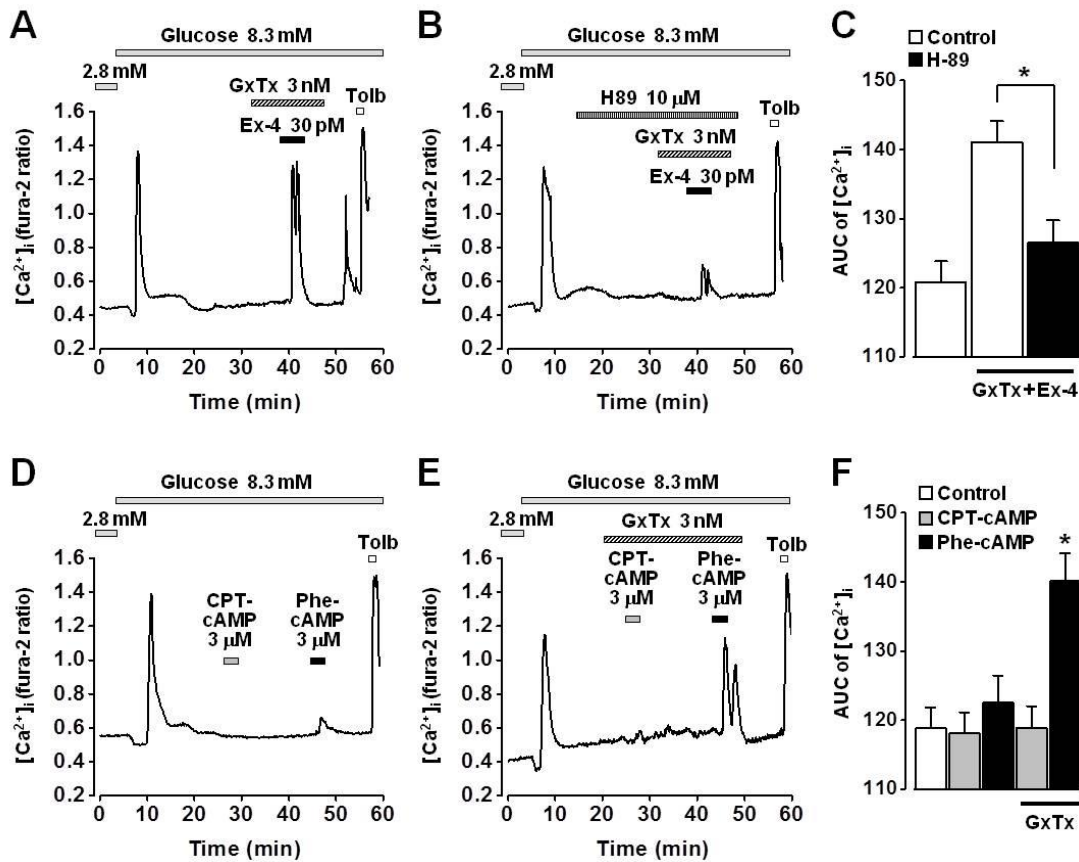 A
Glucose 8.3 mM
2.8 mM
GxTx 3 nM
Tolb
Ex-4 30 pM
[Ca²⁺]ᵢ (fura-2 ratio)
1.6
1.4
1.2
1.0
0.8
0.6
0.4
0.2
0 10 20 30 40 50 60
Time (min)
B
Glucose 8.3 mM
2.8 mM
H89 10 μM
Tolb
GxTx 3 nM
Ex-4 30 pM
[Ca²⁺]ᵢ (fura-2 ratio)
1.6
1.4
1.2
1.0
0.8
0.6
0.4
0.2
0 10 20 30 40 50 60
Time (min)
C
Control
H-89
*
AUC of [Ca²⁺]ᵢ
150
140
130
120
110
GxTx+Ex-4
D
Glucose 8.3 mM
2.8 mM
Tolb
CPT-
cAMP
3 μM
Phe-
cAMP
3 μM
[Ca²⁺]ᵢ (fura-2 ratio)
1.6
1.4
1.2
1.0
0.8
0.6
0.4
0.2
0 10 20 30 40 50 60
Time (min)
E
Glucose 8.3 mM
2.8 mM
GxTx 3 nM
Tolb
CPT-
cAMP
3 μM
Phe-
cAMP
3 μM
[Ca²⁺]ᵢ (fura-2 ratio)
1.6
1.4
1.2
1.0
0.8
0.6
0.4
0.2
0 10 20 30 40 50 60
Time (min)
F
Control
CPT-cAMP
Phe-cAMP
*
AUC of [Ca²⁺]ᵢ
150
140
130
120
110
GxTx